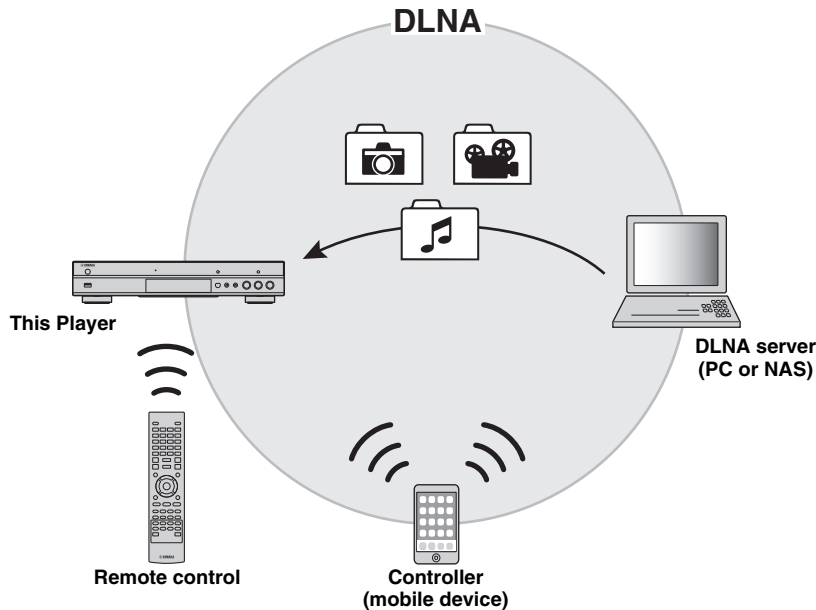 DLNA
This Player
DLNA server
(PC or NAS)
Remote control
Controller
(mobile device)